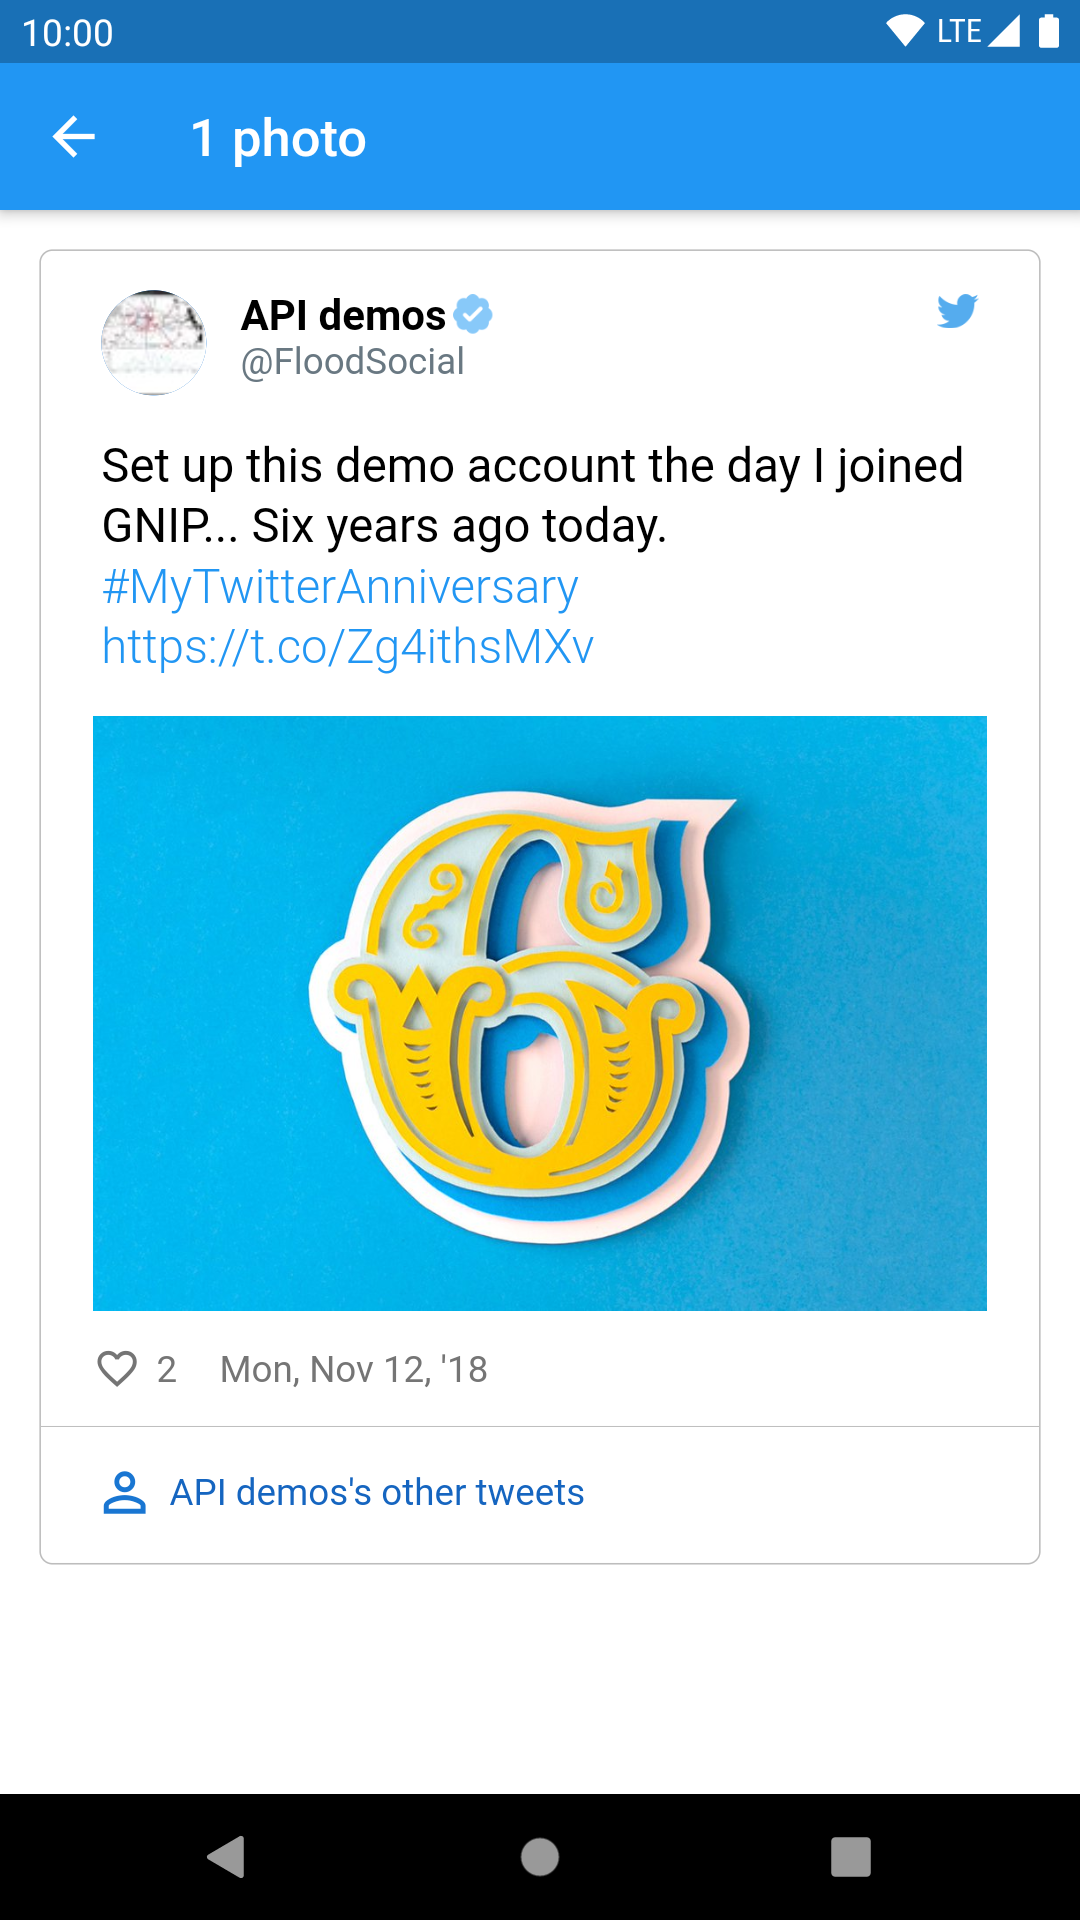 10:00
LTE
1 photo
API demos
@FloodSocial
Set up this demo account the day I joined
GNIP... Six years ago today.
#MyTwitterAnniversary
https://t.co/Zg4ithsMXv
6
2 Mon, Nov 12, '18
API demos's other tweets